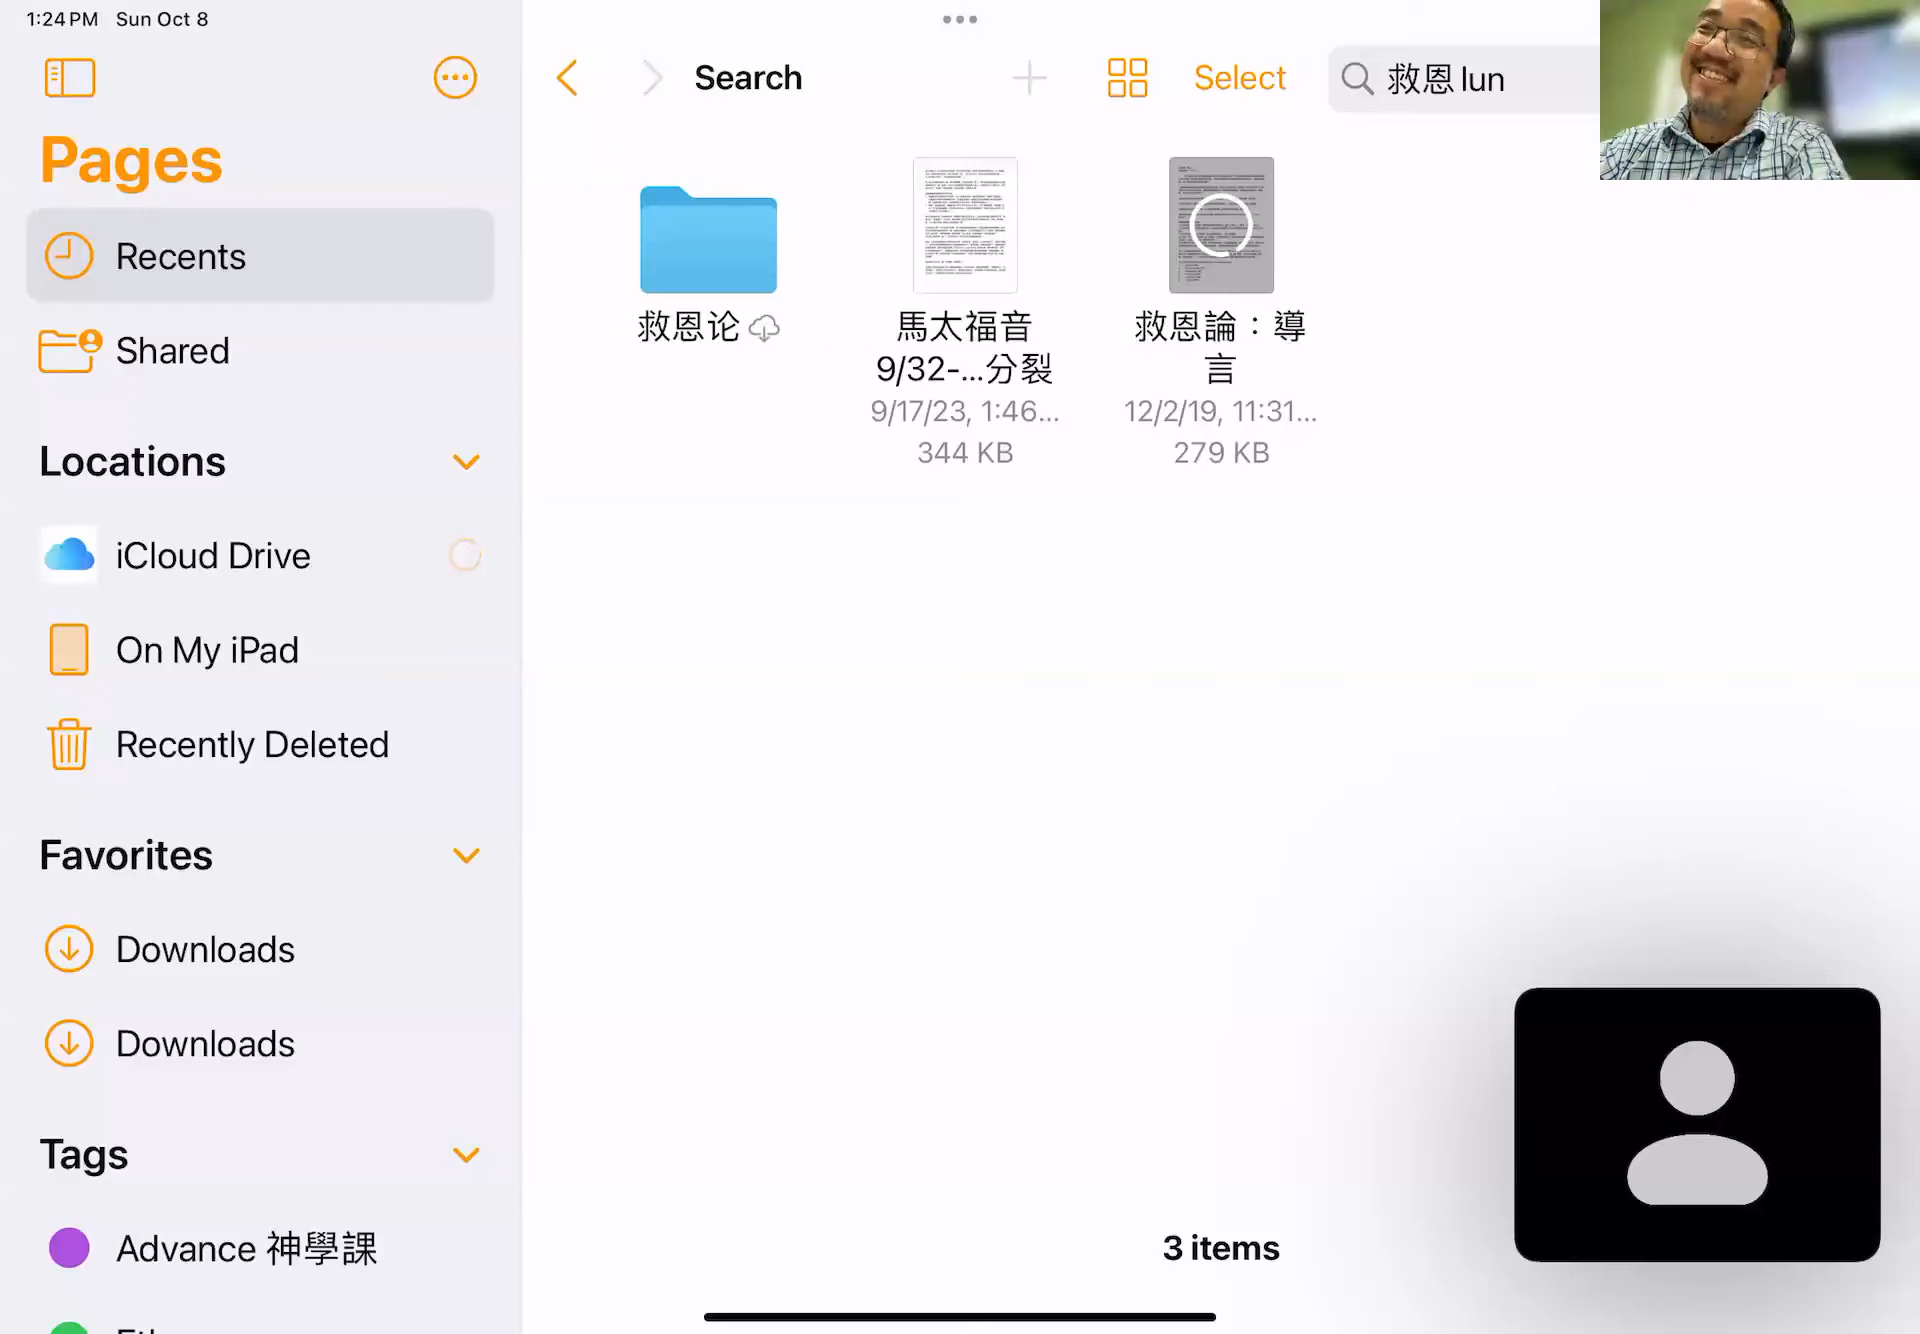 1:24 PM Sun Oct 8
Pages
Recents
Shared
Locations
iCloud Drive
On My iPad
Recently Deleted
Favorites
Downloads
Downloads
Tags
Advance 神學課
Search
Select
救恩 lun
救恩论
馬太福音
9/32-...分裂
9/17/23, 1:46...
344 KB
救恩論：導
言
12/2/19, 11:31...
279 KB
3 items